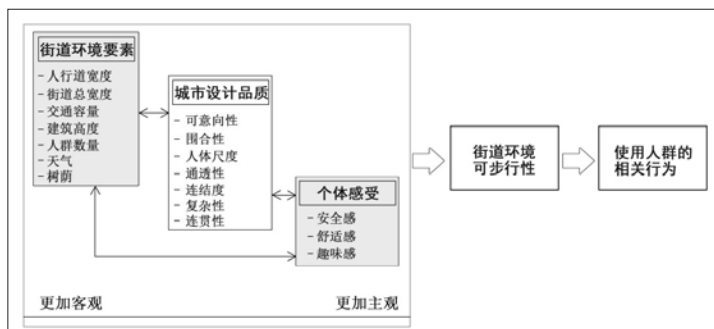 街道环境要素
- 人行道宽度
- 街道总宽度
- 交通容量
- 建筑高度
- 人群数量
- 天气
- 树荫
城市设计品质
- 可意向性
- 围合性
- 人体尺度
- 通透性
- 连结度
- 复杂性
- 连贯性
个体感受
- 安全感
- 舒适感
- 趣味感
更加客观
更加主观
街道环境
可步行性
使用人群的
相关行为